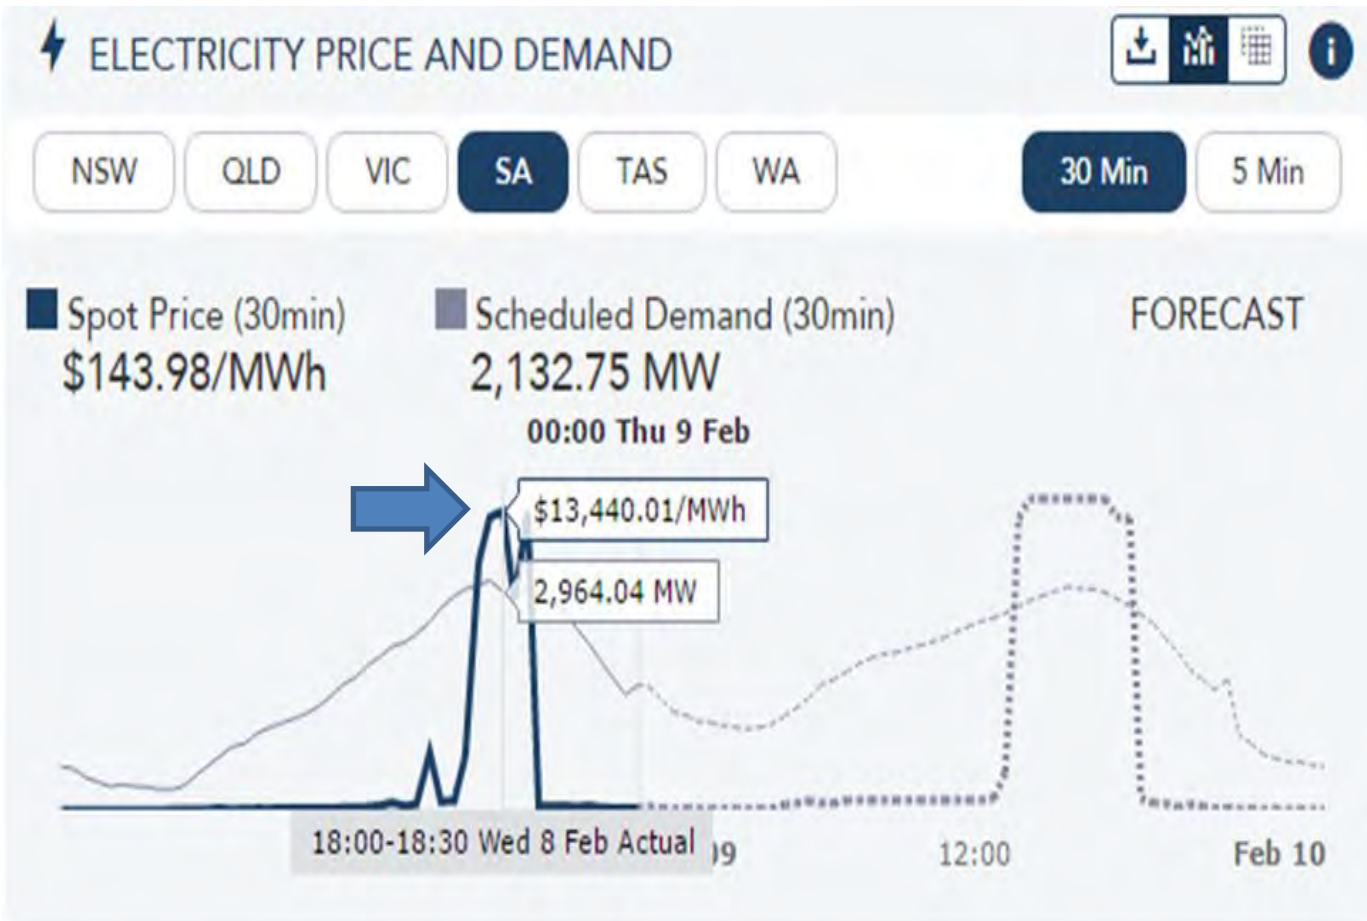 ELECTRICITY PRICE AND DEMAND
i
NSW QLD VIC SA TAS WA 30 Min 5 Min
Spot Price (30min) Scheduled Demand (30min) FORECAST
$143.98/MWh 2,132.75 MW
00:00 Thu 9 Feb
$13,440.01/MWh
2,964.04 MW
18:00-18:30 Wed 8 Feb Actual 09 12:00 Feb 10